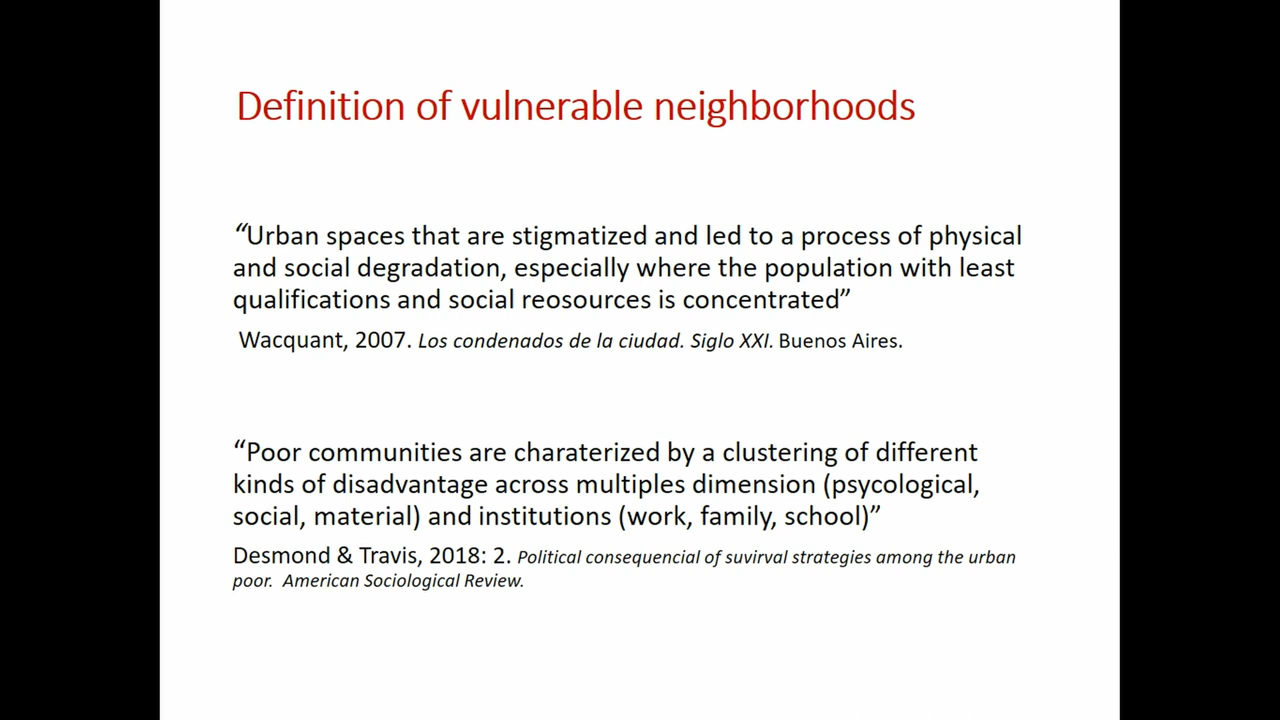 Definition of vulnerable neighborhoods
“Urban spaces that are stigmatized and led to a process of physical
and social degradation, especially where the population with least
qualifications and social reosources is concentrated”
Wacquant, 2007. Los condenados de la ciudad. Siglo XXI. Buenos Aires.
“Poor communities are charaterized by a clustering of different
kinds of disadvantage across multiples dimension (psycological,
social, material) and institutions (work, family, school)”
Desmond & Travis, 2018: 2. Political consequencial of suvirval strategies among the urban
poor. American Sociological Review.